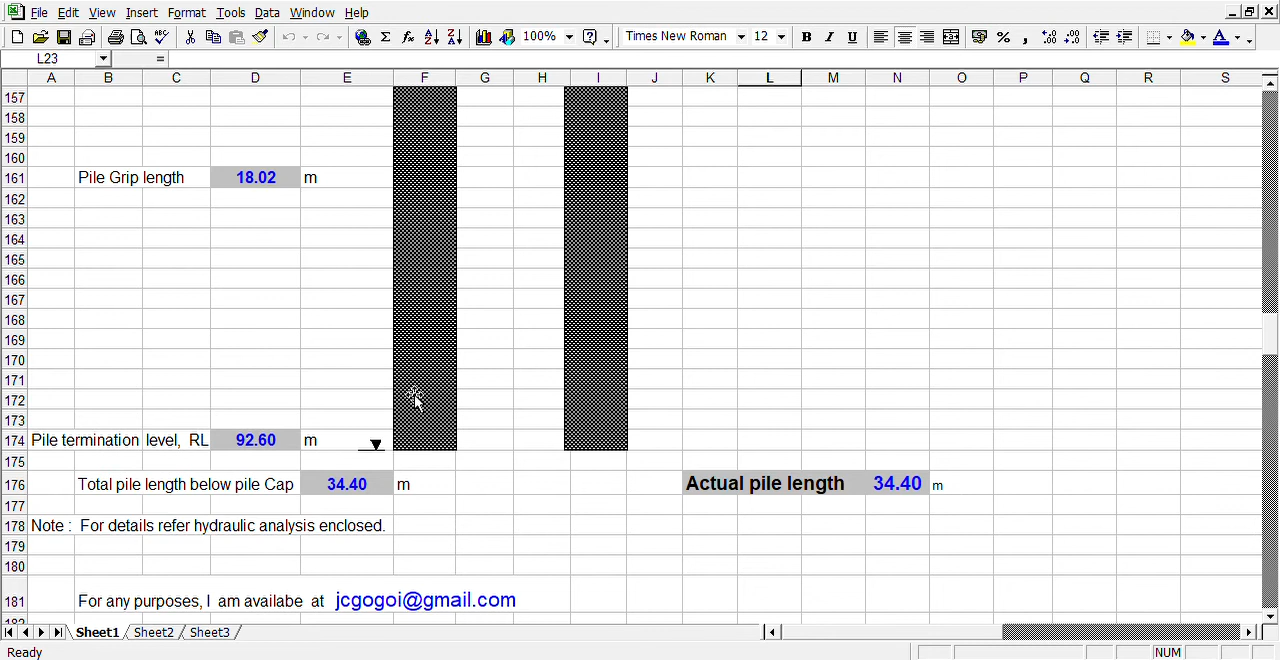 File Edit View Insert Format Tools Data Window Help
100% Times New Roman 12 B I U
L23 =
A B C D E F G H I J K L M N O P Q R S
157
158
159
160
161 Pile Grip length 18.02 m
162
163
164
165
166
167
168
169
170
171
172
173
174 Pile termination level, RL 92.60 m
175
176 Total pile length below pile Cap 34.40 m Actual pile length 34.40 m
177
178 Note : For details refer hydraulic analysis enclosed.
179
180
181 For any purposes, I am availabe at jcgogoi@gmail.com
182
Sheet1 Sheet2 Sheet3
Ready NUM